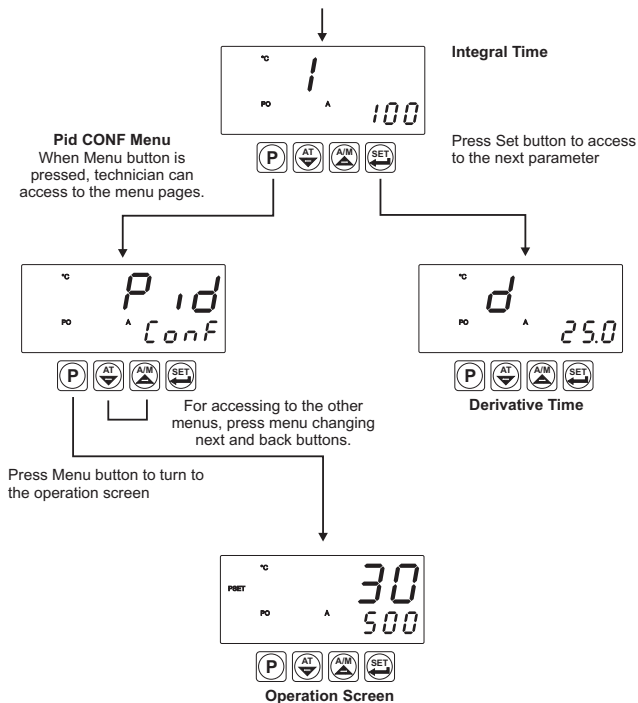 Integral Time
°C
I
PO A
100
P AT A/M SET
Press Set button to access
to the next parameter
Pid CONF Menu
When Menu button is
pressed, technician can
access to the menu pages.
°C
Pid
PO A
Conf
P AT A/M SET
For accessing to the other
menus, press menu changing
next and back buttons.
°C
d
PO A
25.0
P AT A/M SET
Derivative Time
Press Menu button to turn to
the operation screen
°C
30
PSET
PO A
500
P AT A/M SET
Operation Screen